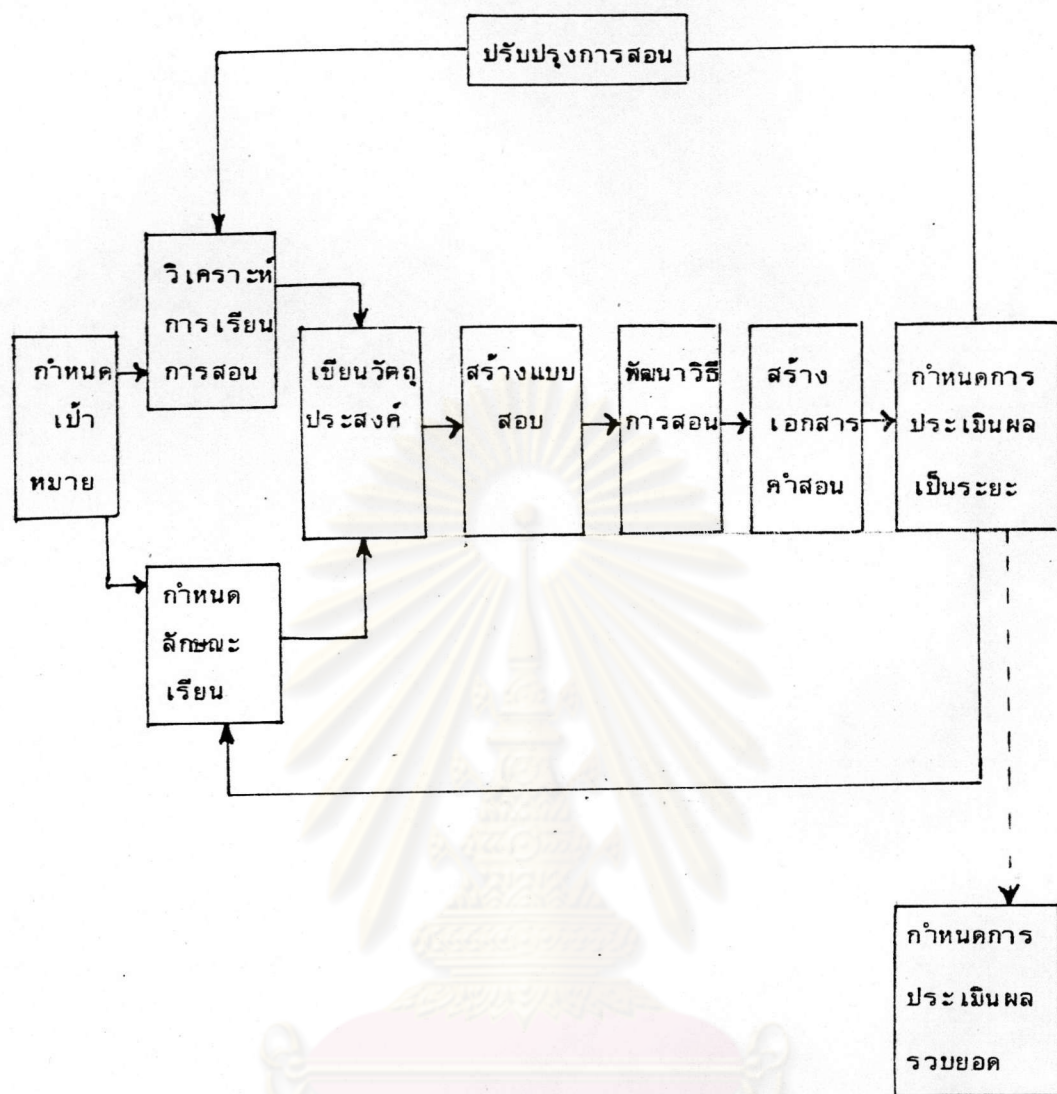 ปรับปรุงการสอน
วิเคราะห์
การเรียน
การสอน
กำหนด
เป้า
หมาย
เขียนวัตถุ
ประสงค์
สร้างแบบ
สอบ
พัฒนาวิธี
การสอน
สร้าง
เอกสาร
คำสอน
กำหนดการ
ประเมินผล
เป็นระยะ
กำหนด
ลักษณะ
เรียน
กำหนดการ
ประเมินผล
รวบยอด